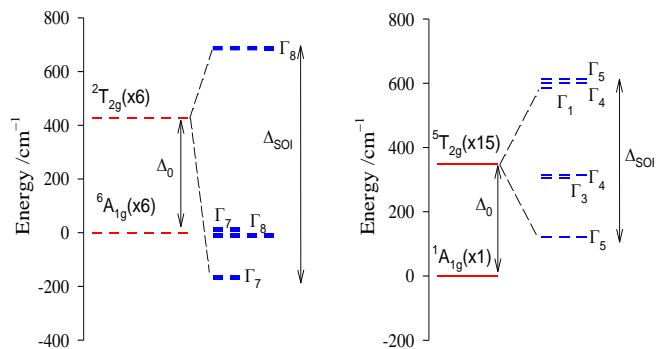 800
600
400
200
0
-200
-400
Energy /cm⁻¹
²T₂g(x6)
⁶A₁g(x6)
Δ₀
Γ₈
Γ₇
Γ₈
Γ₇
Δ_SOI
800
600
400
200
0
-200
Energy /cm⁻¹
⁵T₂g(x15)
¹A₁g(x1)
Δ₀
Γ₅
Γ₁ Γ₄
Γ₄
Γ₃
Γ₅
Δ_SOI